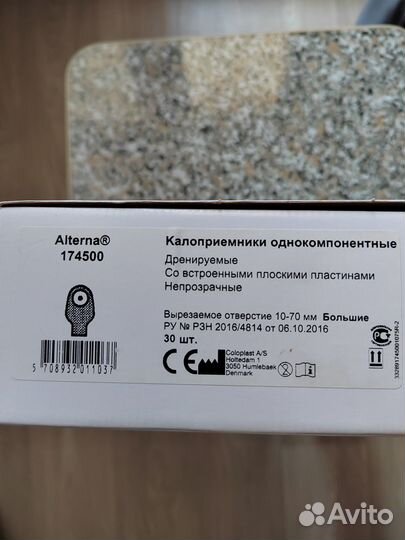 Alterna®
174500
Калоприемники однокомпонентные
Дренируемые
Со встроенными плоскими пластинами
Непрозрачные
Вырезаемое отверстие 10-70 мм Большие
РУ № РЗН 2016/4814 от 06.10.2016
30 шт.
CE
Coloplast A/S
Holtedam 1
3050 Humlebaek
Denmark
5 708932 011037
Avito